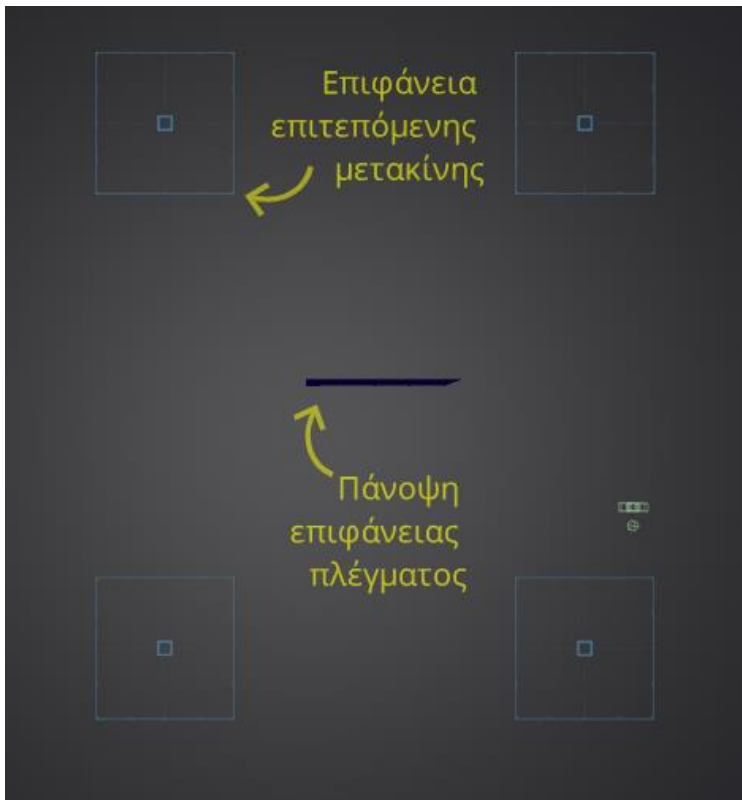 Επιφάνεια
επιτεπόμενης
μετακίνης
Πάνοψη
επιφάνειας
πλέγματος